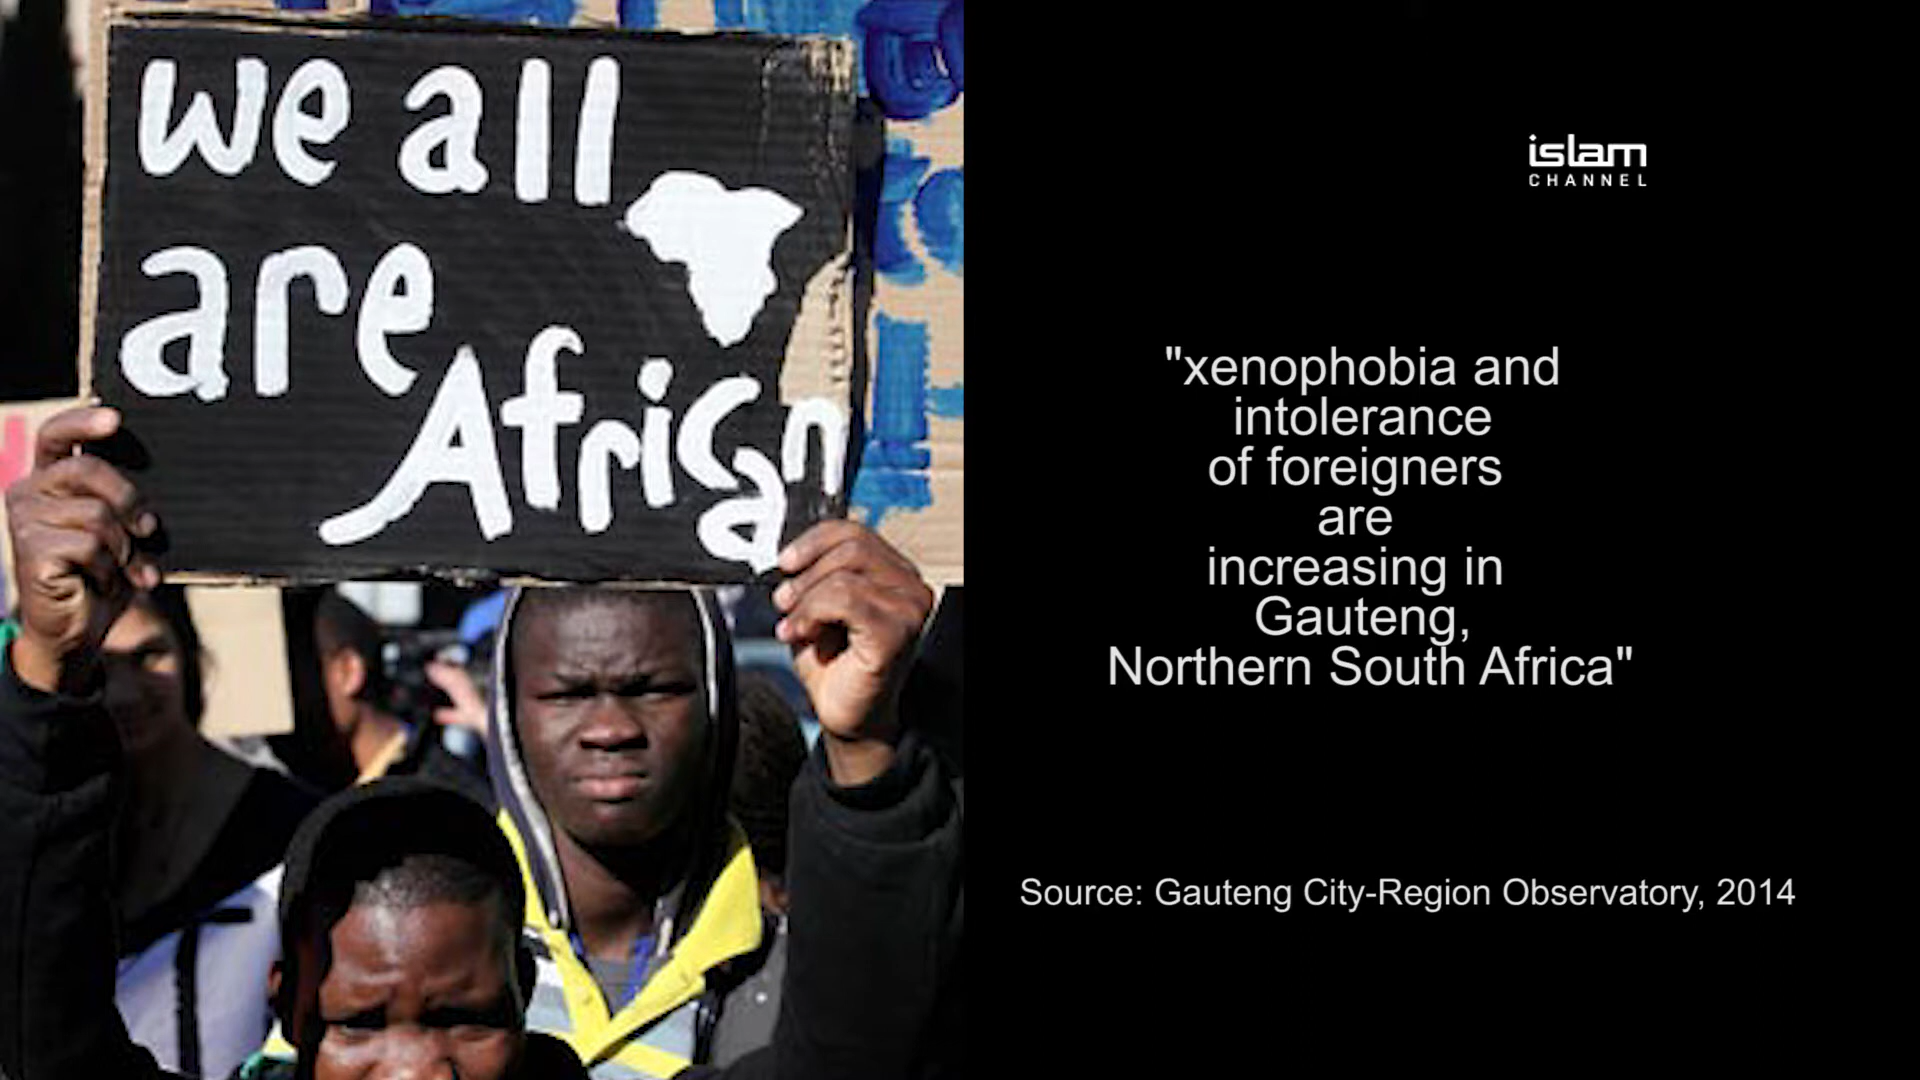 we all
are
African
islam
CHANNEL
"xenophobia and
intolerance
of foreigners
are
increasing in
Gauteng,
Northern South Africa"
Source: Gauteng City-Region Observatory, 2014